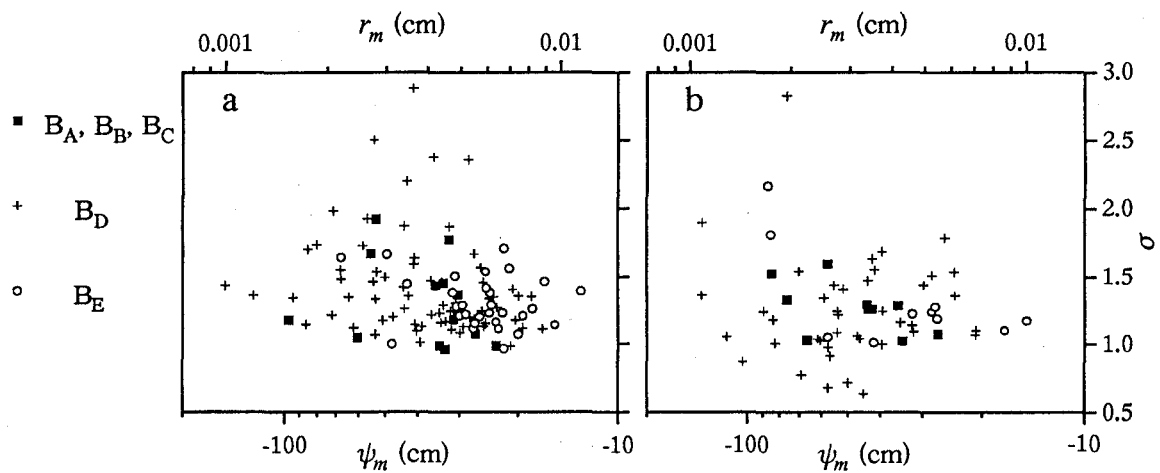 r_m (cm) r_m (cm)
0.001 0.01 0.001 0.01
a b
3.0
2.5
2.0
1.5
1.0
0.5
σ
B_A, B_B, B_C
B_D
B_E
-100 -10 -100 -10
ψ_m (cm) ψ_m (cm)